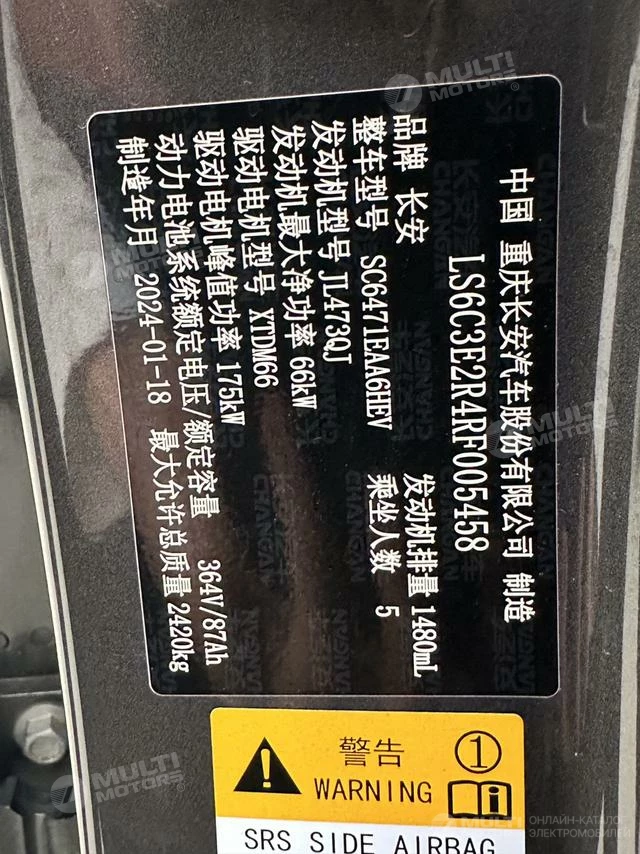 中国 重庆长安汽车股份有限公司 制造
LS6C3E2R4RF005458
品牌 长安 发动机排量 1480mL
整车型号 SC6471EAA6HEV 乘坐人数 5
发动机型号 JL473QJ
发动机最大净功率 66kW
驱动电机型号 XTDM66
驱动电机峰值功率 175kW
动力电池系统额定电压/额定容量 364V/87Ah
制造年月 2024-01-18 最大允许总质量 2420kg
警告 1
WARNING
SRS SIDE AIRBAG
MULTI
MOTORS
MULTI
MOTORS
MULTI
MOTORS
ОНЛАЙН-КАТАЛОГ
ЭЛЕКТРОМОБИЛЕЙ